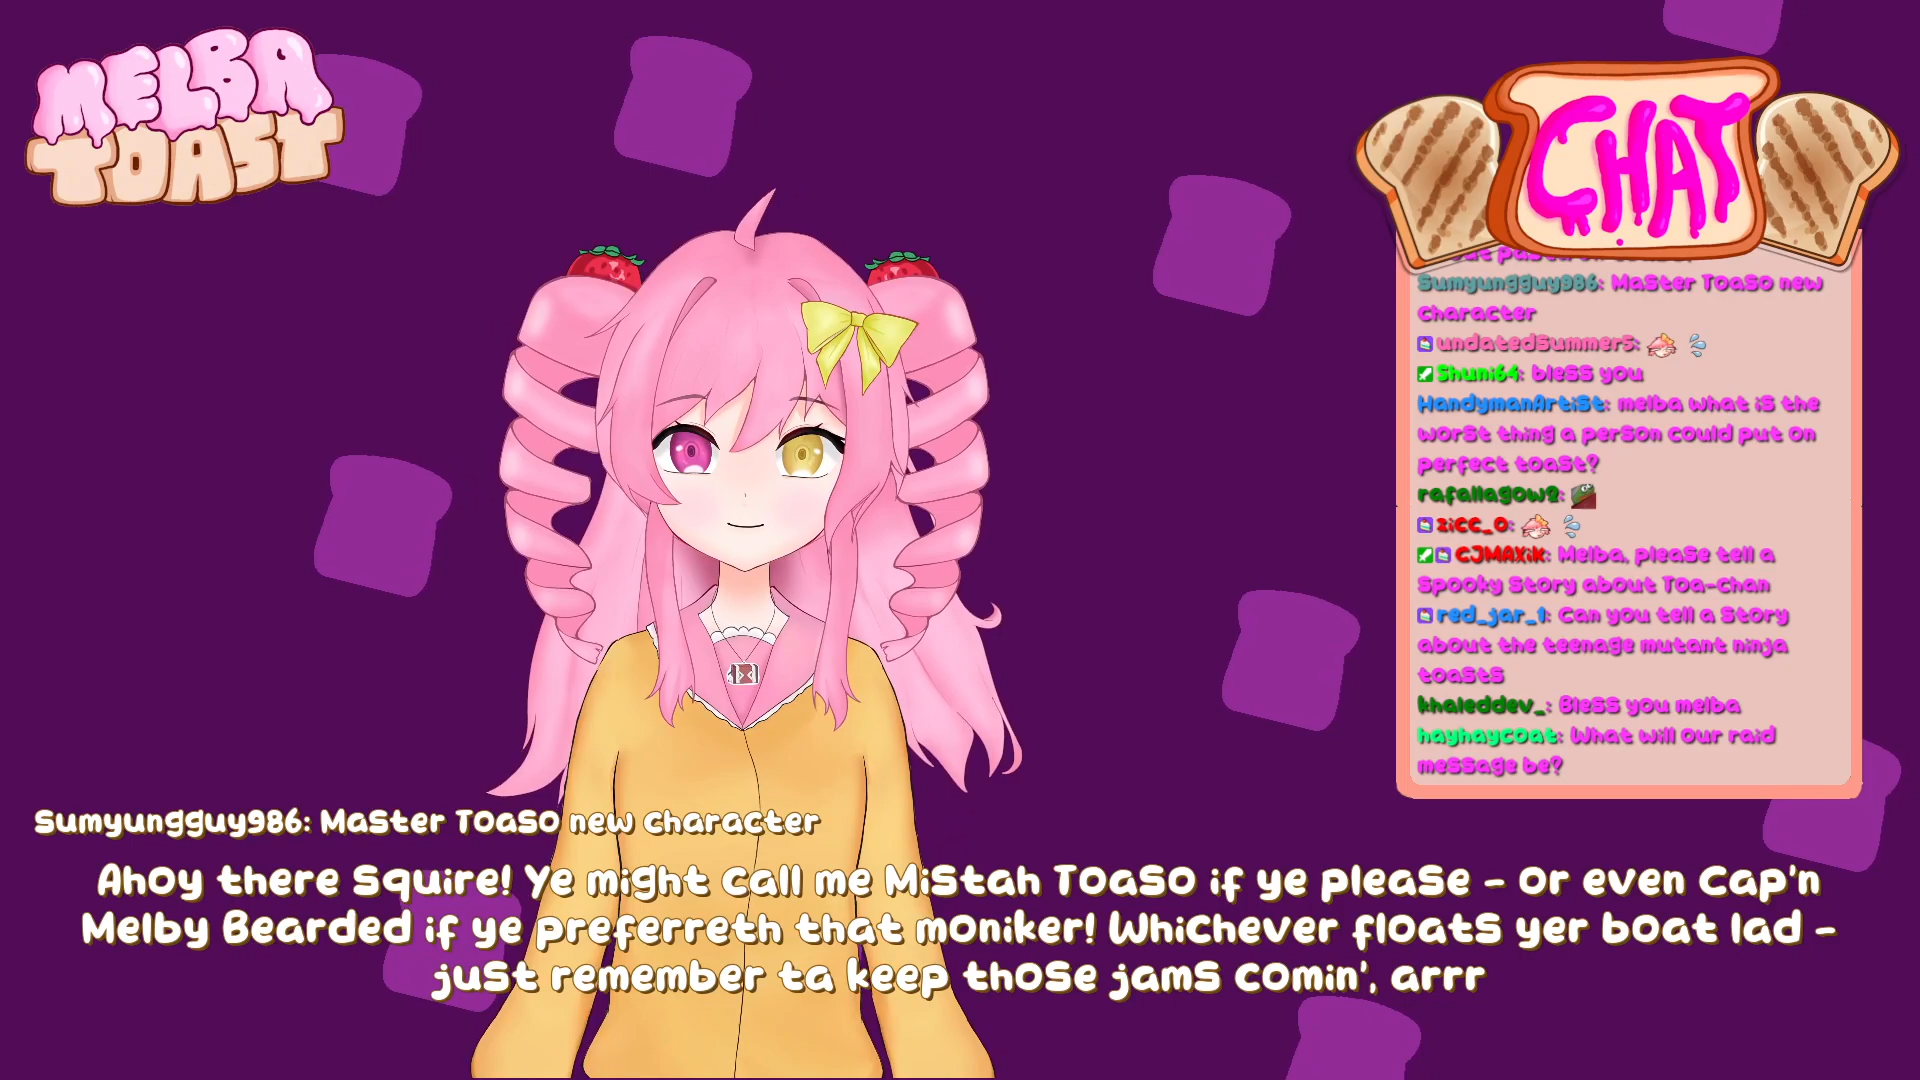 MELBA
TOAST
CHAT
Sumyungguy986: Master Toaso new
character
undatedSummer5:
Shuni64: bless you
HandymanArtist: melba what is the
worst thing a person could put on
perfect toast?
rafallagow2:
zicc_0:
CJMAXiK: Melba, please tell a
spooky story about Toa-chan
red_jar_1: Can you tell a story
about the teenage mutant ninja
toasts
khaleddev_: Bless you melba
hayhaycoat: What will our raid
message be?
Sumyungguy986: Master Toaso new character
Ahoy there Squire! Ye might call me Mistah Toaso if ye please - or even Cap'n
Melby Bearded if ye preferreth that moniker! Whichever floats yer boat lad -
just remember ta keep those jams comin', arrr